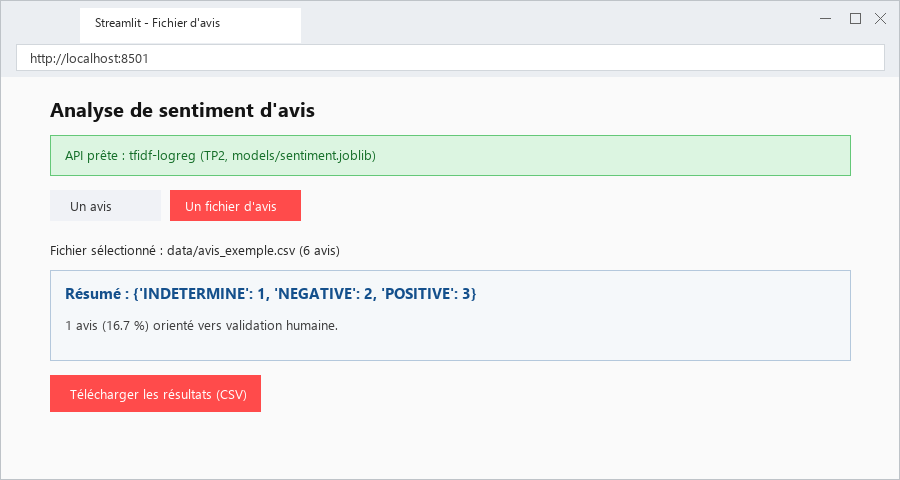 Streamlit - Fichier d'avis
http://localhost:8501
Analyse de sentiment d'avis
API prête : tfidf-logreg (TP2, models/sentiment.joblib)
Un avis
Un fichier d'avis
Fichier sélectionné : data/avis_exemple.csv (6 avis)
Résumé : {'INDETERMINE': 1, 'NEGATIVE': 2, 'POSITIVE': 3}
1 avis (16.7 %) orienté vers validation humaine.
Télécharger les résultats (CSV)